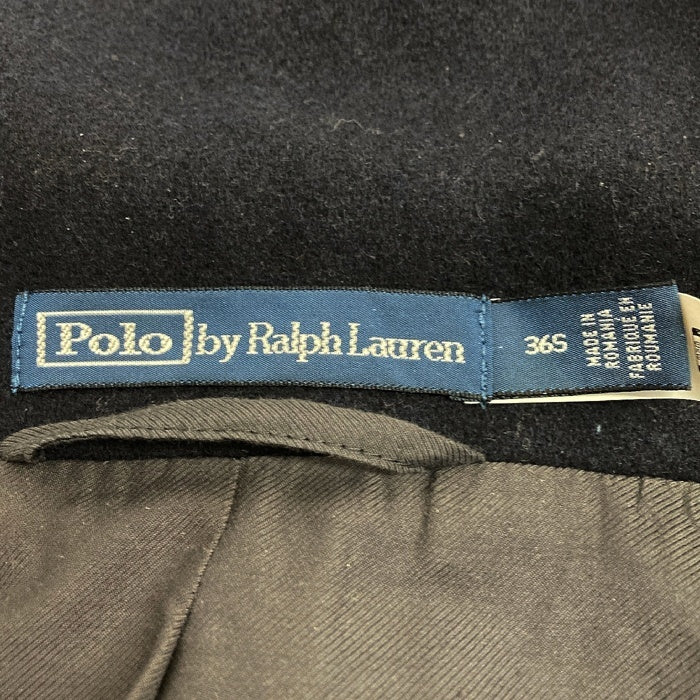 Polo by Ralph Lauren
36S
MADE IN
ROMANIA
FABRIQUE EN
ROUMANIE